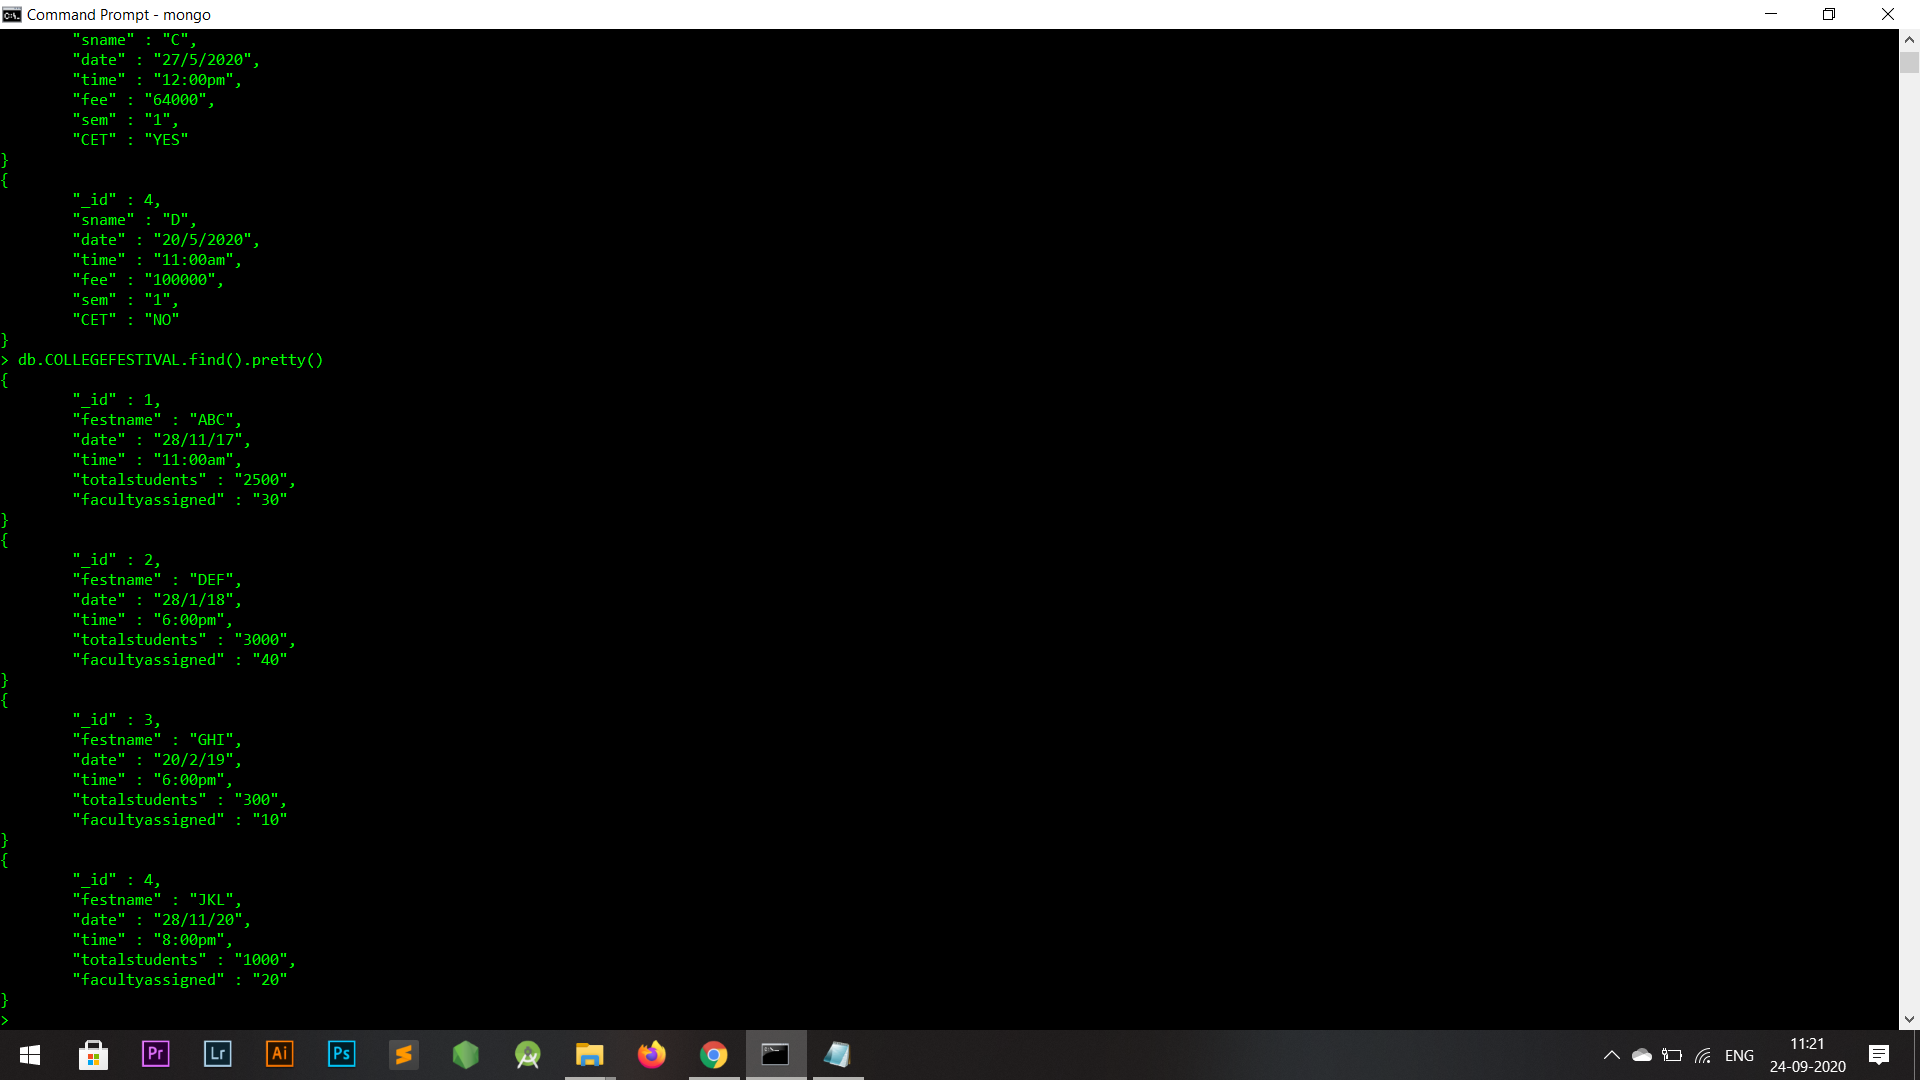 Command Prompt - mongo
        "sname" : "C",
        "date" : "27/5/2020",
        "time" : "12:00pm",
        "fee" : "64000",
        "sem" : "1",
        "CET" : "YES"
}
{
        "_id" : 4,
        "sname" : "D",
        "date" : "20/5/2020",
        "time" : "11:00am",
        "fee" : "100000",
        "sem" : "1",
        "CET" : "NO"
}
> db.COLLEGEFESTIVAL.find().pretty()
{
        "_id" : 1,
        "festname" : "ABC",
        "date" : "28/11/17",
        "time" : "11:00am",
        "totalstudents" : "2500",
        "facultyassigned" : "30"
}
{
        "_id" : 2,
        "festname" : "DEF",
        "date" : "28/1/18",
        "time" : "6:00pm",
        "totalstudents" : "3000",
        "facultyassigned" : "40"
}
{
        "_id" : 3,
        "festname" : "GHI",
        "date" : "20/2/19",
        "time" : "6:00pm",
        "totalstudents" : "300",
        "facultyassigned" : "10"
}
{
        "_id" : 4,
        "festname" : "JKL",
        "date" : "28/11/20",
        "time" : "8:00pm",
        "totalstudents" : "1000",
        "facultyassigned" : "20"
}
>
Pr Lr Ai Ps ENG 11:21
24-09-2020